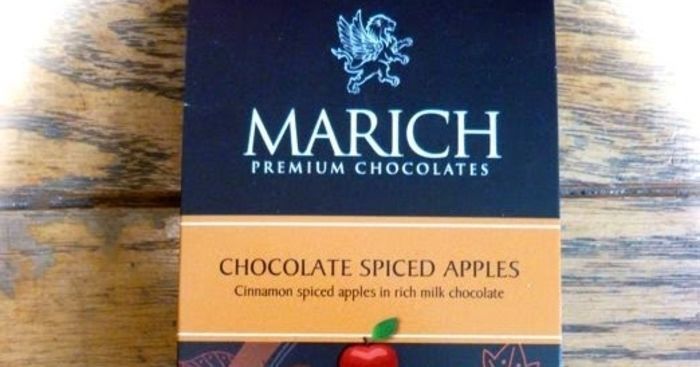 MARICH
PREMIUM CHOCOLATES
CHOCOLATE SPICED APPLES
Cinnamon spiced apples in rich milk chocolate